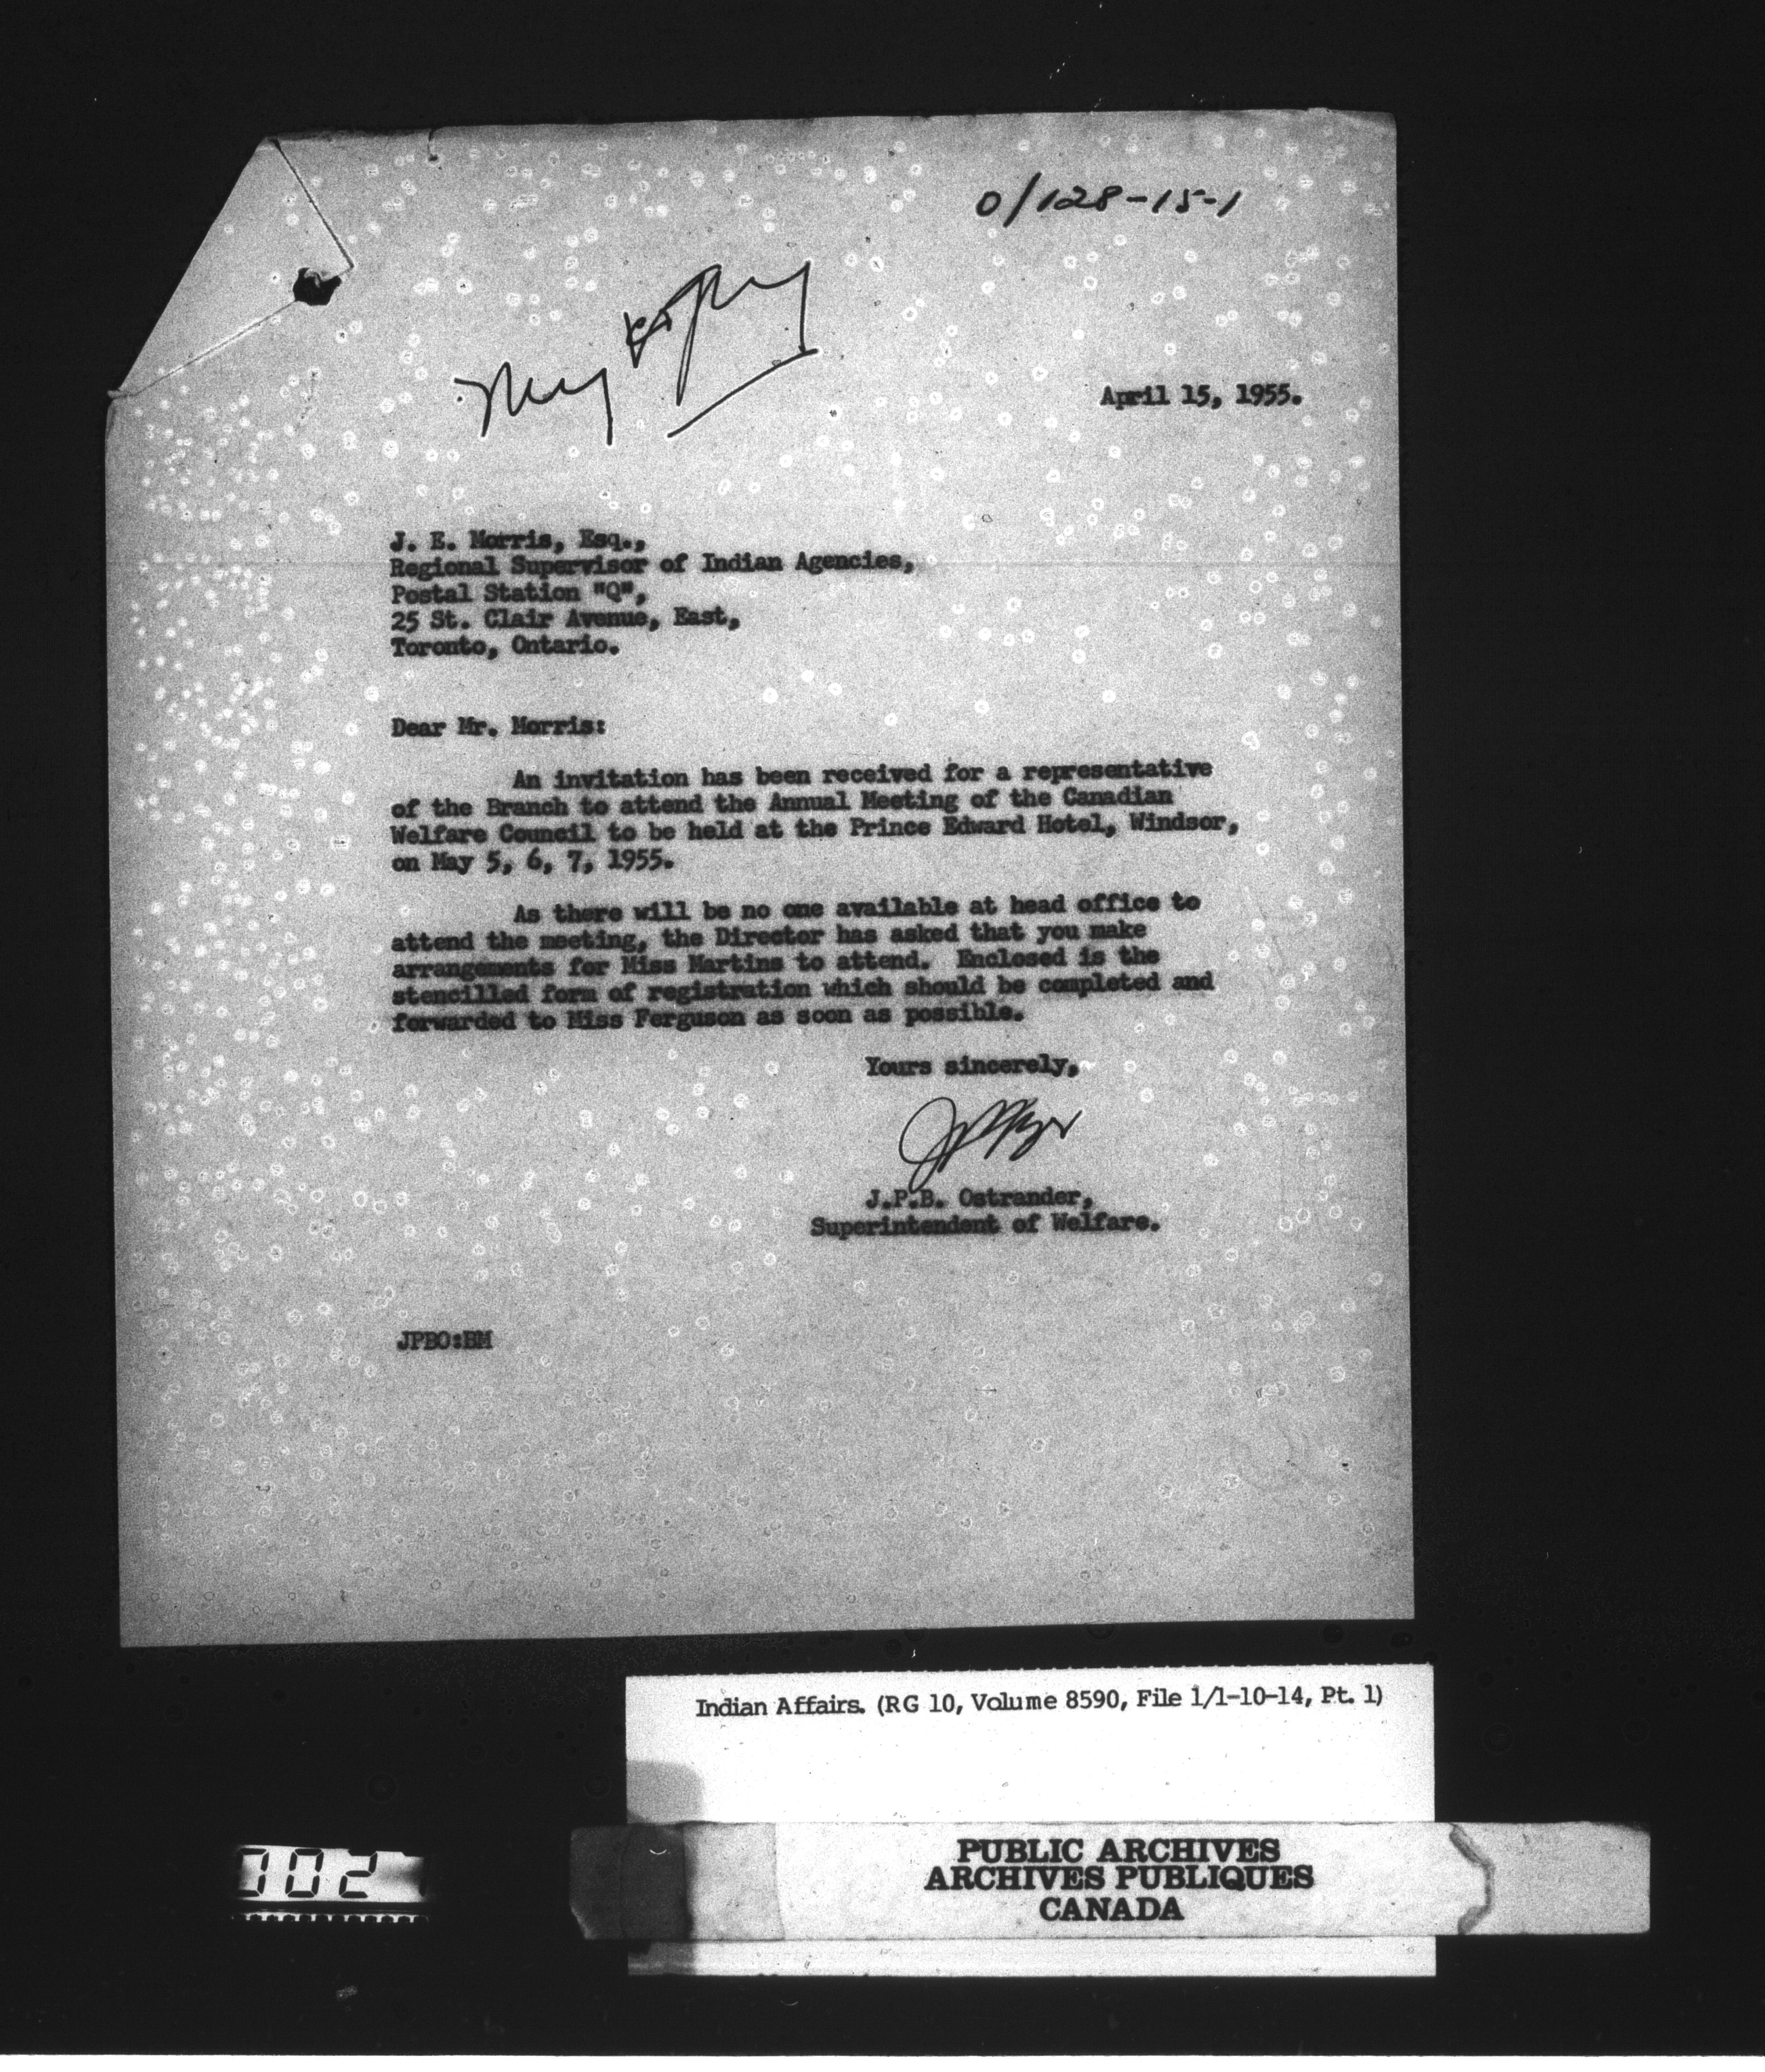 0/128-15-1
My copy
April 15, 1955.
J. E. Morris, Esq.,
Regional Supervisor of Indian Agencies,
Postal Station "Q",
25 St. Clair Avenue, East,
Toronto, Ontario.
Dear Mr. Morris:
An invitation has been received for a representative
of the Branch to attend the Annual Meeting of the Canadian
Welfare Council to be held at the Prince Edward Hotel, Windsor,
on May 5, 6, 7, 1955.
As there will be no one available at head office to
attend the meeting, the Director has asked that you make
arrangements for Miss Martins to attend. Enclosed is the
stencilled form of registration which should be completed and
forwarded to Miss Ferguson as soon as possible.
Yours sincerely,
J.P.B. Ostrander,
Superintendent of Welfare.
JPBO:BM
Indian Affairs. (RG 10, Volume 8590, File 1/1-10-14, Pt. 1)
PUBLIC ARCHIVES
ARCHIVES PUBLIQUES
CANADA